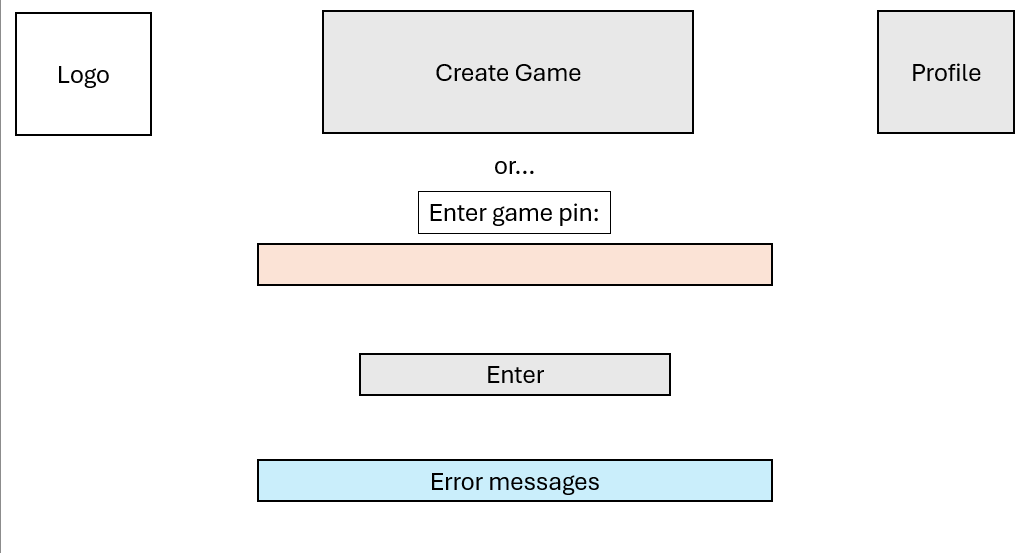 Logo
Create Game
Profile
or...
Enter game pin:
Enter
Error messages